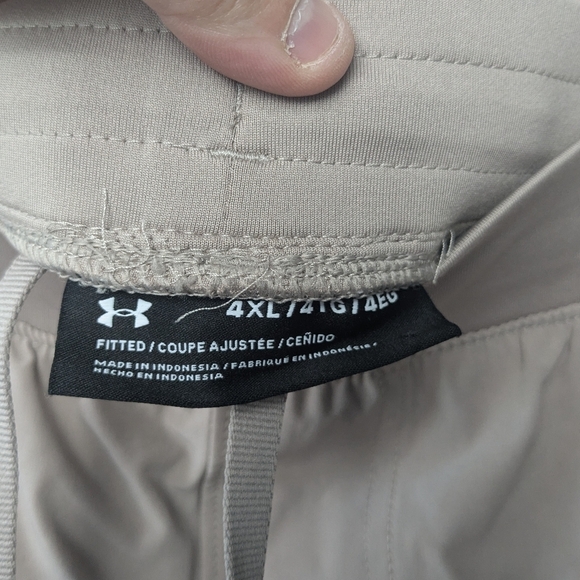 4XL/4TG/4EG
FITTED / COUPE AJUSTÉE / CEÑIDO
MADE IN INDONESIA / FABRIQUÉ EN INDONÉSIE /
HECHO EN INDONESIA